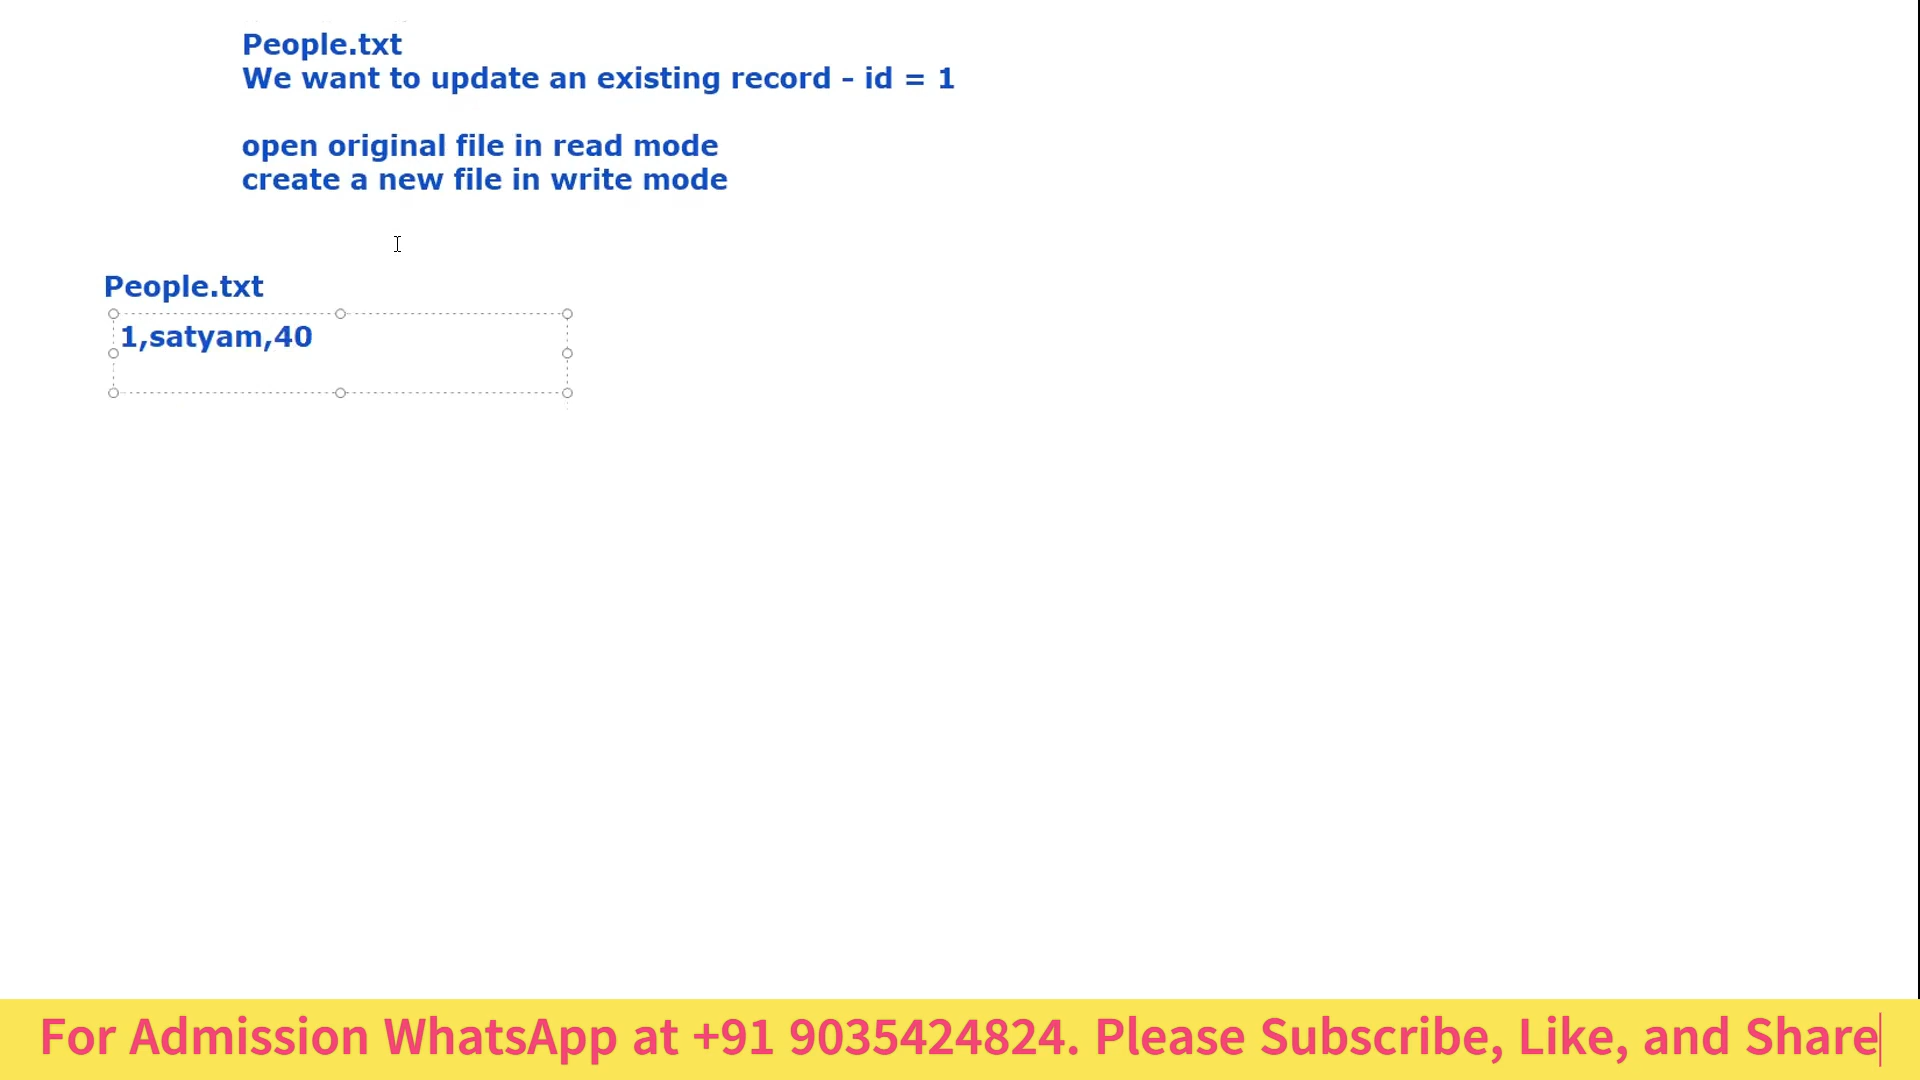 People.txt
We want to update an existing record - id = 1
open original file in read mode
create a new file in write mode
People.txt
1,satyam,40
For Admission WhatsApp at +91 9035424824. Please Subscribe, Like, and Share